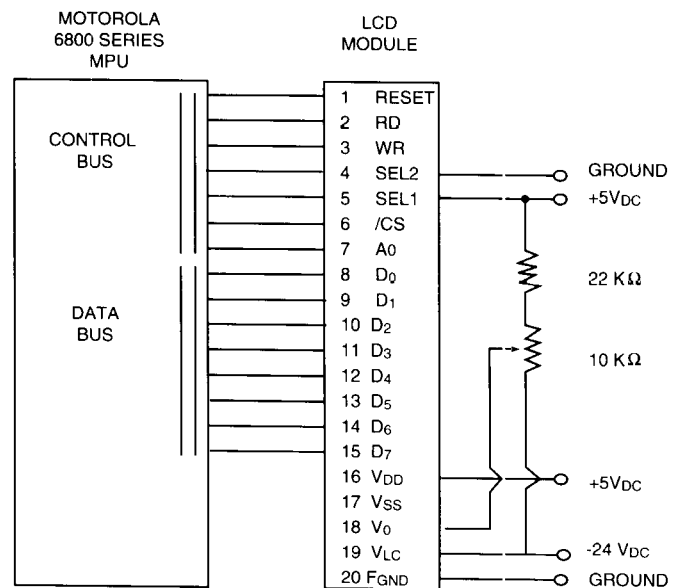 MOTOROLA
6800 SERIES
MPU
LCD
MODULE
CONTROL
BUS
DATA
BUS
1 RESET
2 RD
3 WR
4 SEL2
5 SEL1
6 /CS
7 A0
8 D0
9 D1
10 D2
11 D3
12 D4
13 D5
14 D6
15 D7
16 VDD
17 VSS
18 V0
19 VLC
20 FGND
GROUND
+5VDC
22 KΩ
10 KΩ
+5VDC
-24 VDC
GROUND